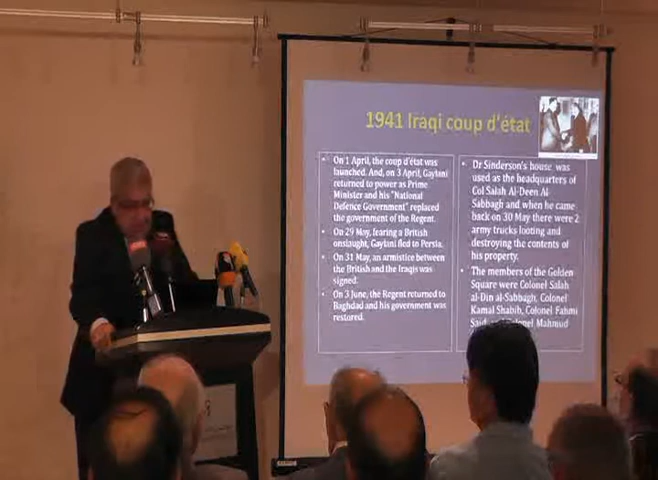 1941 Iraqi coup d'état
On 1 April, the coup d'état was
launched. And, on 3 April, Gaylani
returned to power as Prime
Minister and his "National
Defence Government" replaced
the government of the Regent.
On 29 May, fearing a British
onslaught, Gaylani fled to Persia.
On 31 May, an armistice between
the British and the Iraqis was
signed.
On 3 June, the Regent returned to
Baghdad and his government was
restored.
Dr Sinderson's house was
used as the headquarters of
Col Salah Al-Deen Al-
Sabbagh and when he came
back on 30 May there were 2
army trucks looting and
destroying the contents of
his property.
The members of the Golden
Square were Colonel Salah
al-Din al-Sabbagh, Colonel
Kamal Shabib, Colonel Fahmi
Said Colonel Mahmud